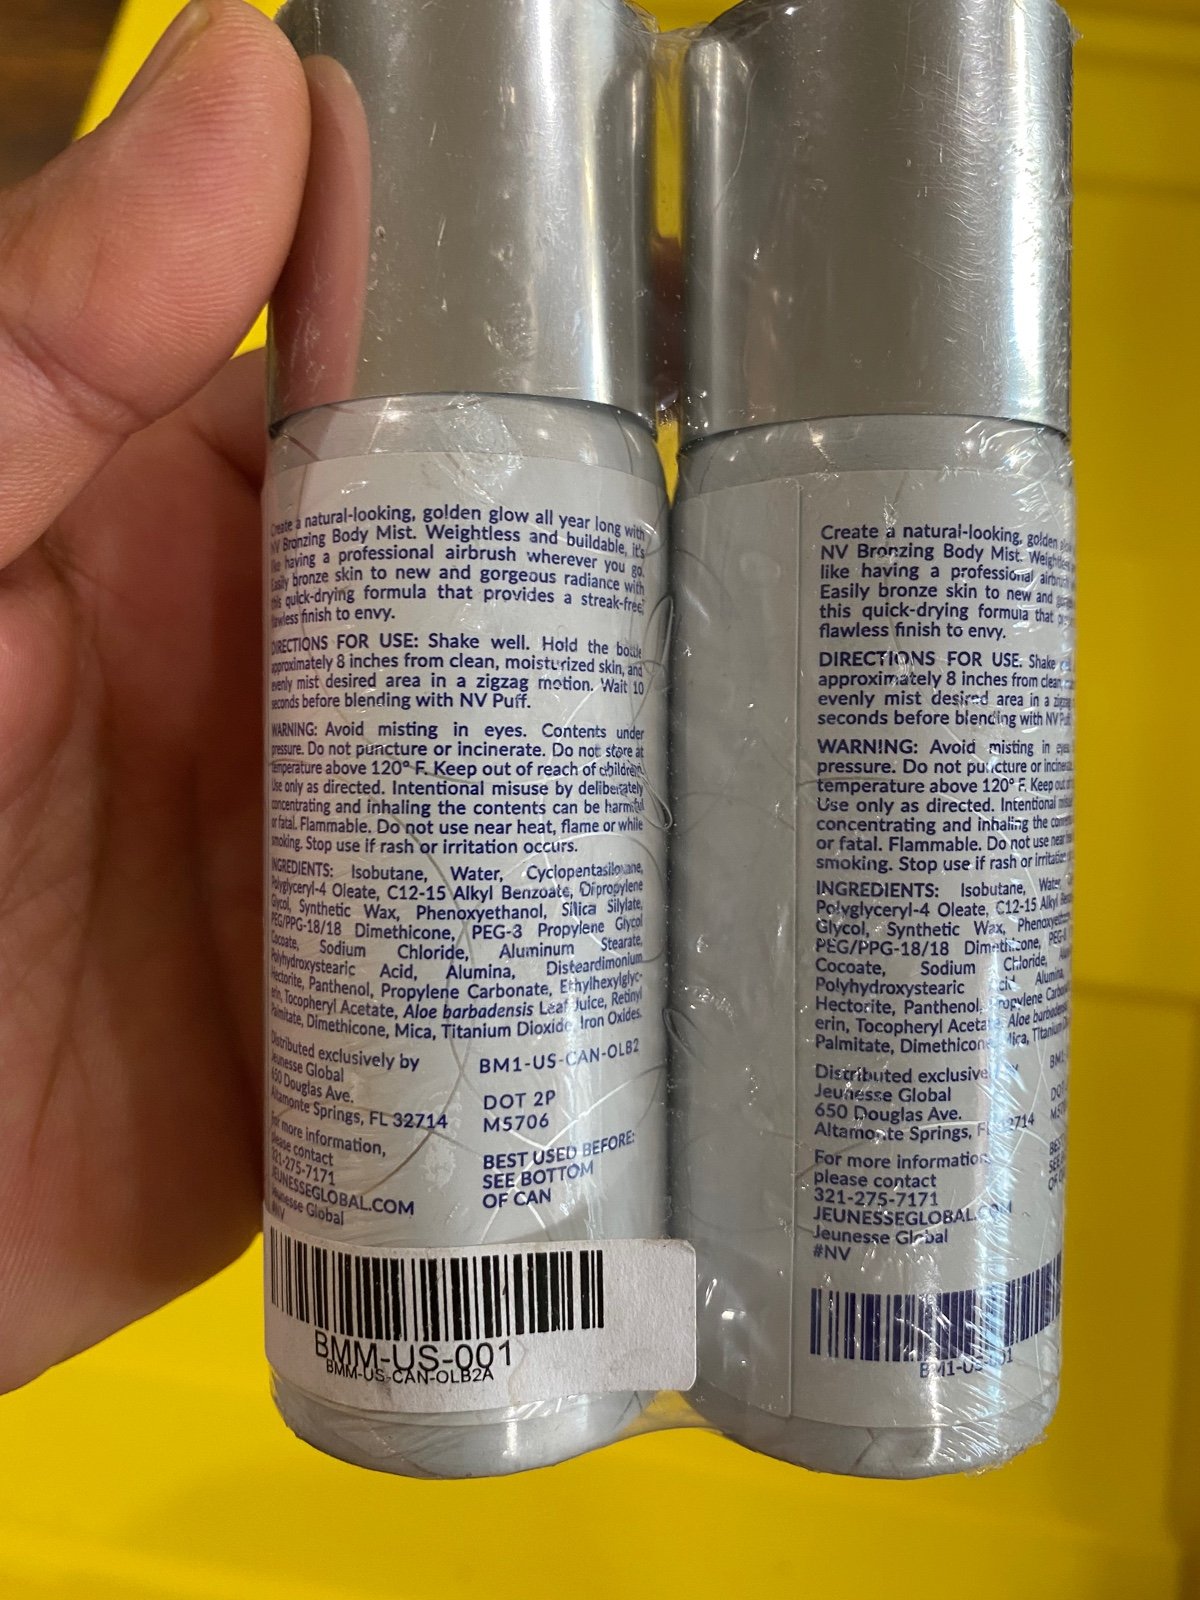 Create a natural-looking, golden glow all year long with
NV Bronzing Body Mist. Weightless and buildable, it's
like having a professional airbrush wherever you go.
Easily bronze skin to new and gorgeous radiance with
this quick-drying formula that provides a streak-free,
flawless finish to envy.
DIRECTIONS FOR USE: Shake well. Hold the bottle
approximately 8 inches from clean, moisturized skin, and
evenly mist desired area in a zigzag motion. Wait 10
seconds before blending with NV Puff.
WARNING: Avoid misting in eyes. Contents under
pressure. Do not puncture or incinerate. Do not store at
temperature above 120° F. Keep out of reach of children.
Use only as directed. Intentional misuse by deliberately
concentrating and inhaling the contents can be harmful
or fatal. Flammable. Do not use near heat, flame or while
smoking. Stop use if rash or irritation occurs.
INGREDIENTS: Isobutane, Water, Cyclopentasiloxane,
Polyglyceryl-4 Oleate, C12-15 Alkyl Benzoate, Dipropylene
Glycol, Synthetic Wax, Phenoxyethanol, Silica Silylate,
PEG/PPG-18/18 Dimethicone, PEG-3 Propylene Glycol
Cocoate, Sodium Chloride, Aluminum Stearate,
Polyhydroxystearic Acid, Alumina, Disteardimonium
Hectorite, Panthenol, Propylene Carbonate, Ethylhexylglyc-
erin, Tocopheryl Acetate, Aloe barbadensis Leaf Juice, Retinyl
Palmitate, Dimethicone, Mica, Titanium Dioxide, Iron Oxides.
Distributed exclusively by
Jeunesse Global
650 Douglas Ave.
Altamonte Springs, FL 32714
For more information,
please contact
321-275-7171
JEUNESSEGLOBAL.COM
Jeunesse Global
#NV
BM1-US-CAN-OLB2
DOT 2P
M5706
BEST USED BEFORE:
SEE BOTTOM
OF CAN
BMM-US-001
BMM-US-CAN-OLB2A
Create a natural-looking, golden
NV Bronzing Body Mist.
like having a professional
Easily bronze skin to new and
this quick-drying formula that
flawless finish to envy.
DIRECTIONS FOR USE: Shake
approximately 8 inches from clean,
evenly mist desired area in a
seconds before blending with NV
WARNING: Avoid misting in eyes.
pressure. Do not puncture or
temperature above 120° F. Keep out
Use only as directed. Intentional
concentrating and inhaling the
or fatal. Flammable. Do not use near
smoking. Stop use if rash or
INGREDIENTS: Isobutane, Water,
Polyglyceryl-4 Oleate, C12-15 Alkyl
Glycol, Synthetic Wax,
PEG/PPG-18/18 Dimethicone,
Cocoate, Sodium Chloride,
Polyhydroxystearic Acid, Alumina,
Hectorite, Panthenol, Propylene
erin, Tocopheryl Acetate, Aloe
Palmitate, Dimethicone, Mica,
Distributed exclusively by
Jeunesse Global
650 Douglas Ave.
Altamonte Springs, FL 32714
For more information,
please contact
321-275-7171
JEUNESSEGLOBAL.COM
Jeunesse Global
#NV
BM1-US-001